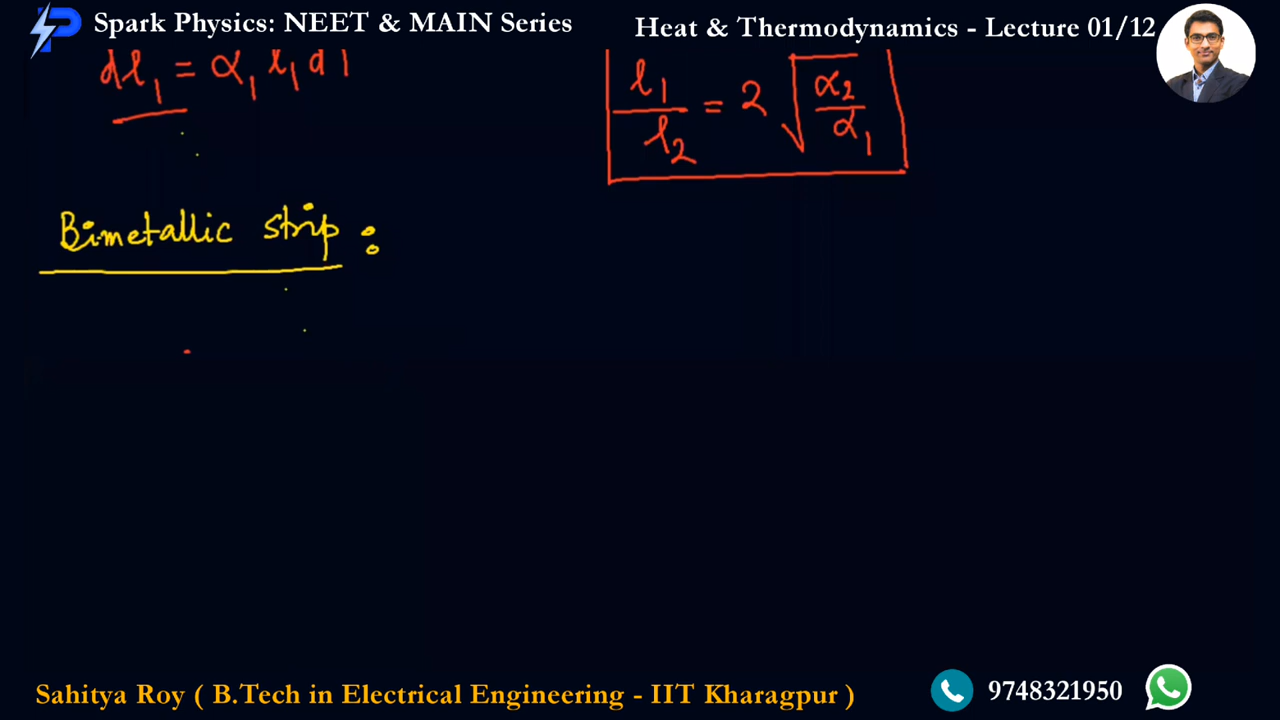 Spark Physics: NEET & MAIN Series
Heat & Thermodynamics - Lecture 01/12
dl₁ = α₁ l₁ dT
l₁/l₂ = 2 √(α₂/α₁)
Bimetallic strip :
Sahitya Roy ( B.Tech in Electrical Engineering - IIT Kharagpur )
9748321950